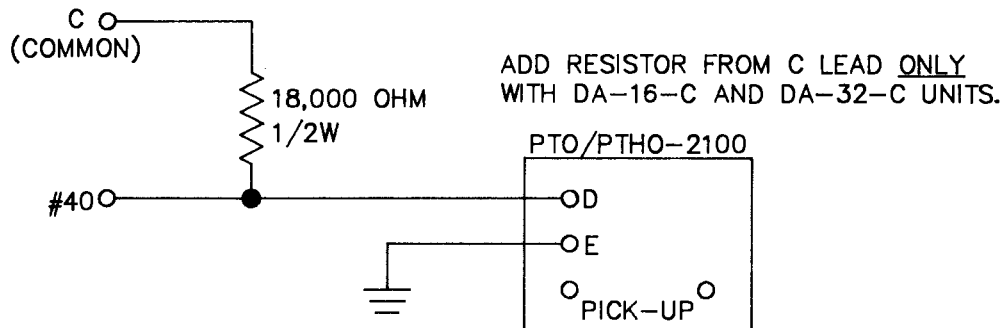 C
(COMMON)
18,000 OHM
1/2W
ADD RESISTOR FROM C LEAD ONLY
WITH DA-16-C AND DA-32-C UNITS.
PTO/PTHO-2100
#40
D
E
PICK-UP